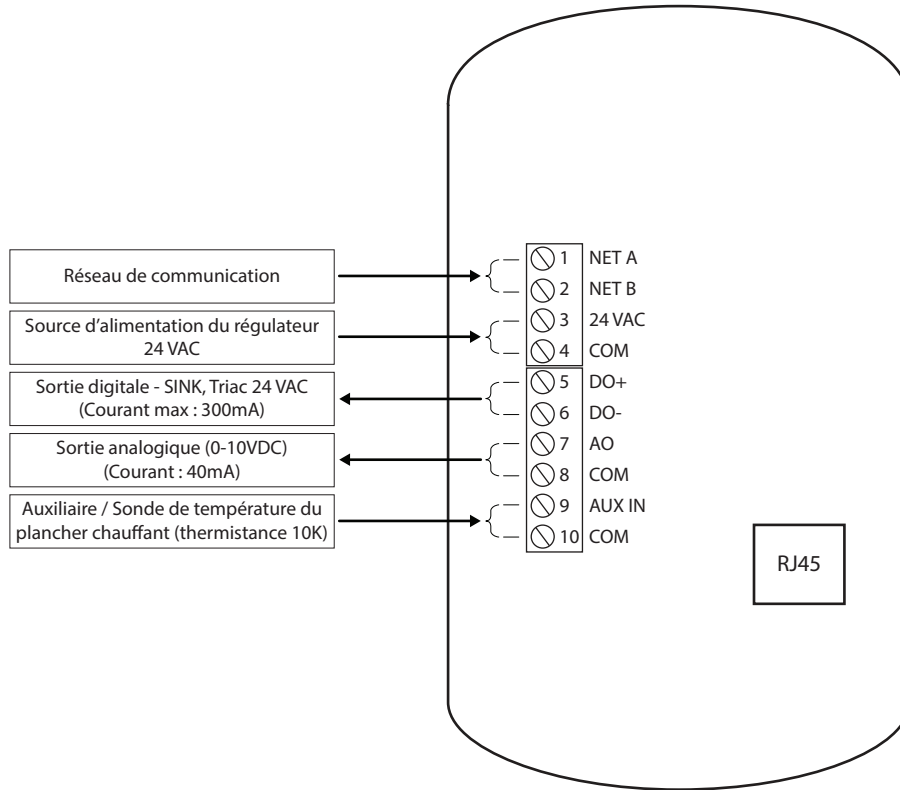 Réseau de communication
Source d'alimentation du régulateur
24 VAC
Sortie digitale - SINK, Triac 24 VAC
(Courant max : 300mA)
Sortie analogique (0-10VDC)
(Courant : 40mA)
Auxiliaire / Sonde de température du
plancher chauffant (thermistance 10K)
1 NET A
2 NET B
3 24 VAC
4 COM
5 DO+
6 DO-
7 AO
8 COM
9 AUX IN
10 COM
RJ45